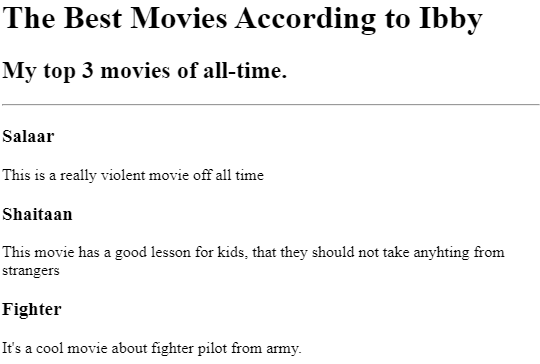 The Best Movies According to Ibby
My top 3 movies of all-time.
Salaar
This is a really violent movie off all time
Shaitaan
This movie has a good lesson for kids, that they should not take anyhting from
strangers
Fighter
It's a cool movie about fighter pilot from army.